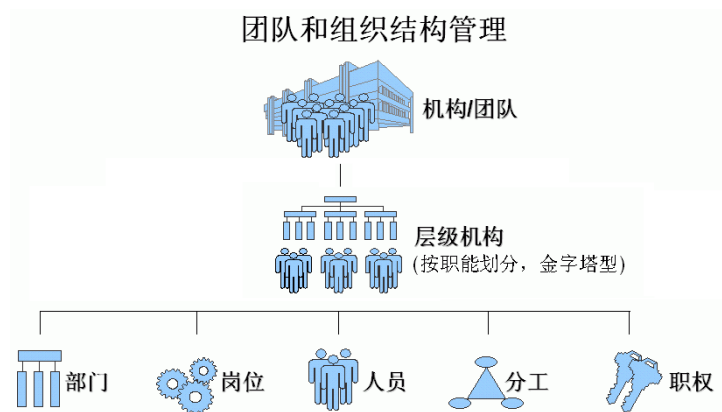 团队和组织结构管理
机构/团队
层级机构
(按职能划分，金字塔型)
部门
岗位
人员
分工
职权